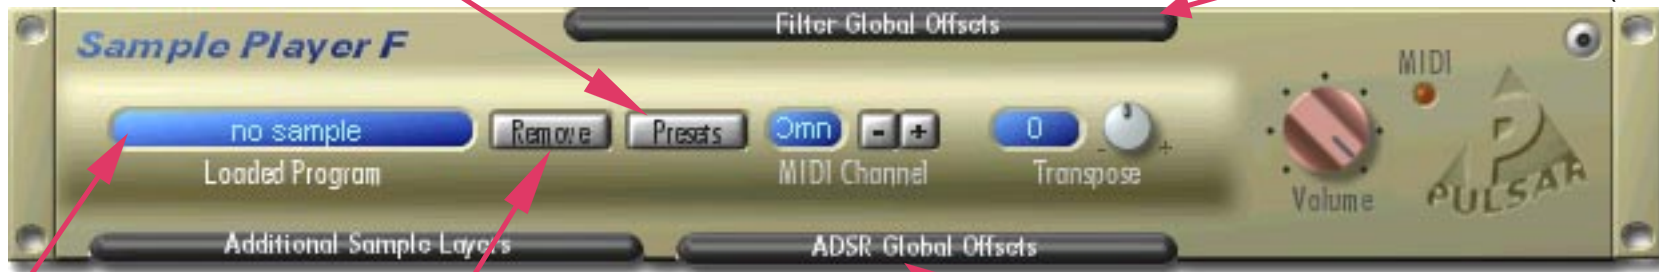 Filter Global Offsets
Sample Player F
MIDI
no sample
Remove
Presets
Omn
-
+
0
-
+
Loaded Program
MIDI Channel
Transpose
Volume
P
PULSAR
Additional Sample Layers
ADSR Global Offsets